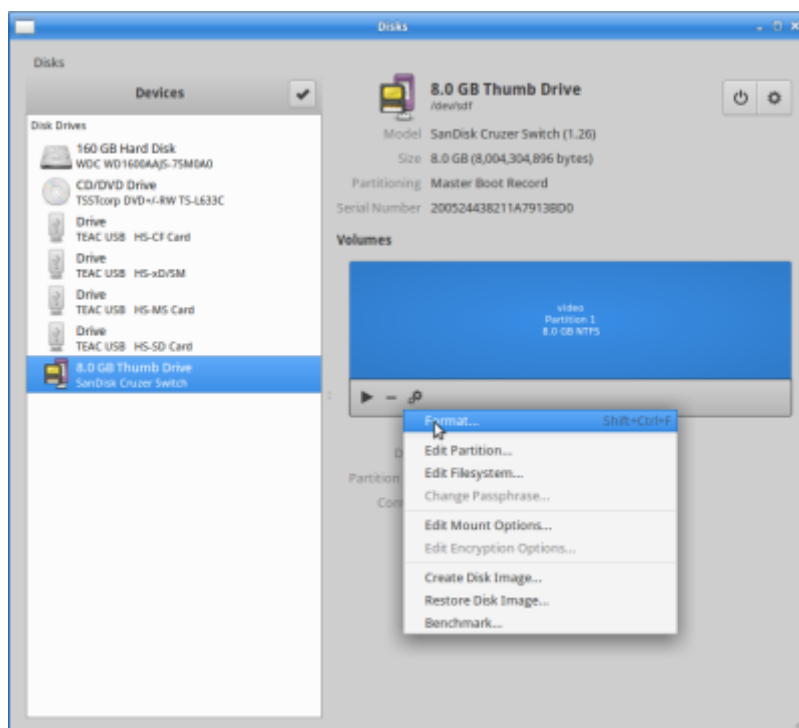 Disks
Disks
Devices
Disk Drives
160 GB Hard Disk
WDC WD1600AAJS-75M0A0
CD/DVD Drive
TSSTcorp DVD+/-RW TS-L633C
Drive
TEAC USB HS-CF Card
Drive
TEAC USB HS-xD/SM
Drive
TEAC USB HS-MS Card
Drive
TEAC USB HS-SD Card
8.0 GB Thumb Drive
SanDisk Cruzer Switch
8.0 GB Thumb Drive
/dev/sdf
Model SanDisk Cruzer Switch (1.26)
Size 8.0 GB (8,004,304,896 bytes)
Partitioning Master Boot Record
Serial Number 200524438211A7913BD0
Volumes
video
Partition 1
8.0 GB NTFS
Format... Shift+Ctrl+F
Edit Partition...
Edit Filesystem...
Change Passphrase...
Edit Mount Options...
Edit Encryption Options...
Create Disk Image...
Restore Disk Image...
Benchmark...
D
Partition
Con